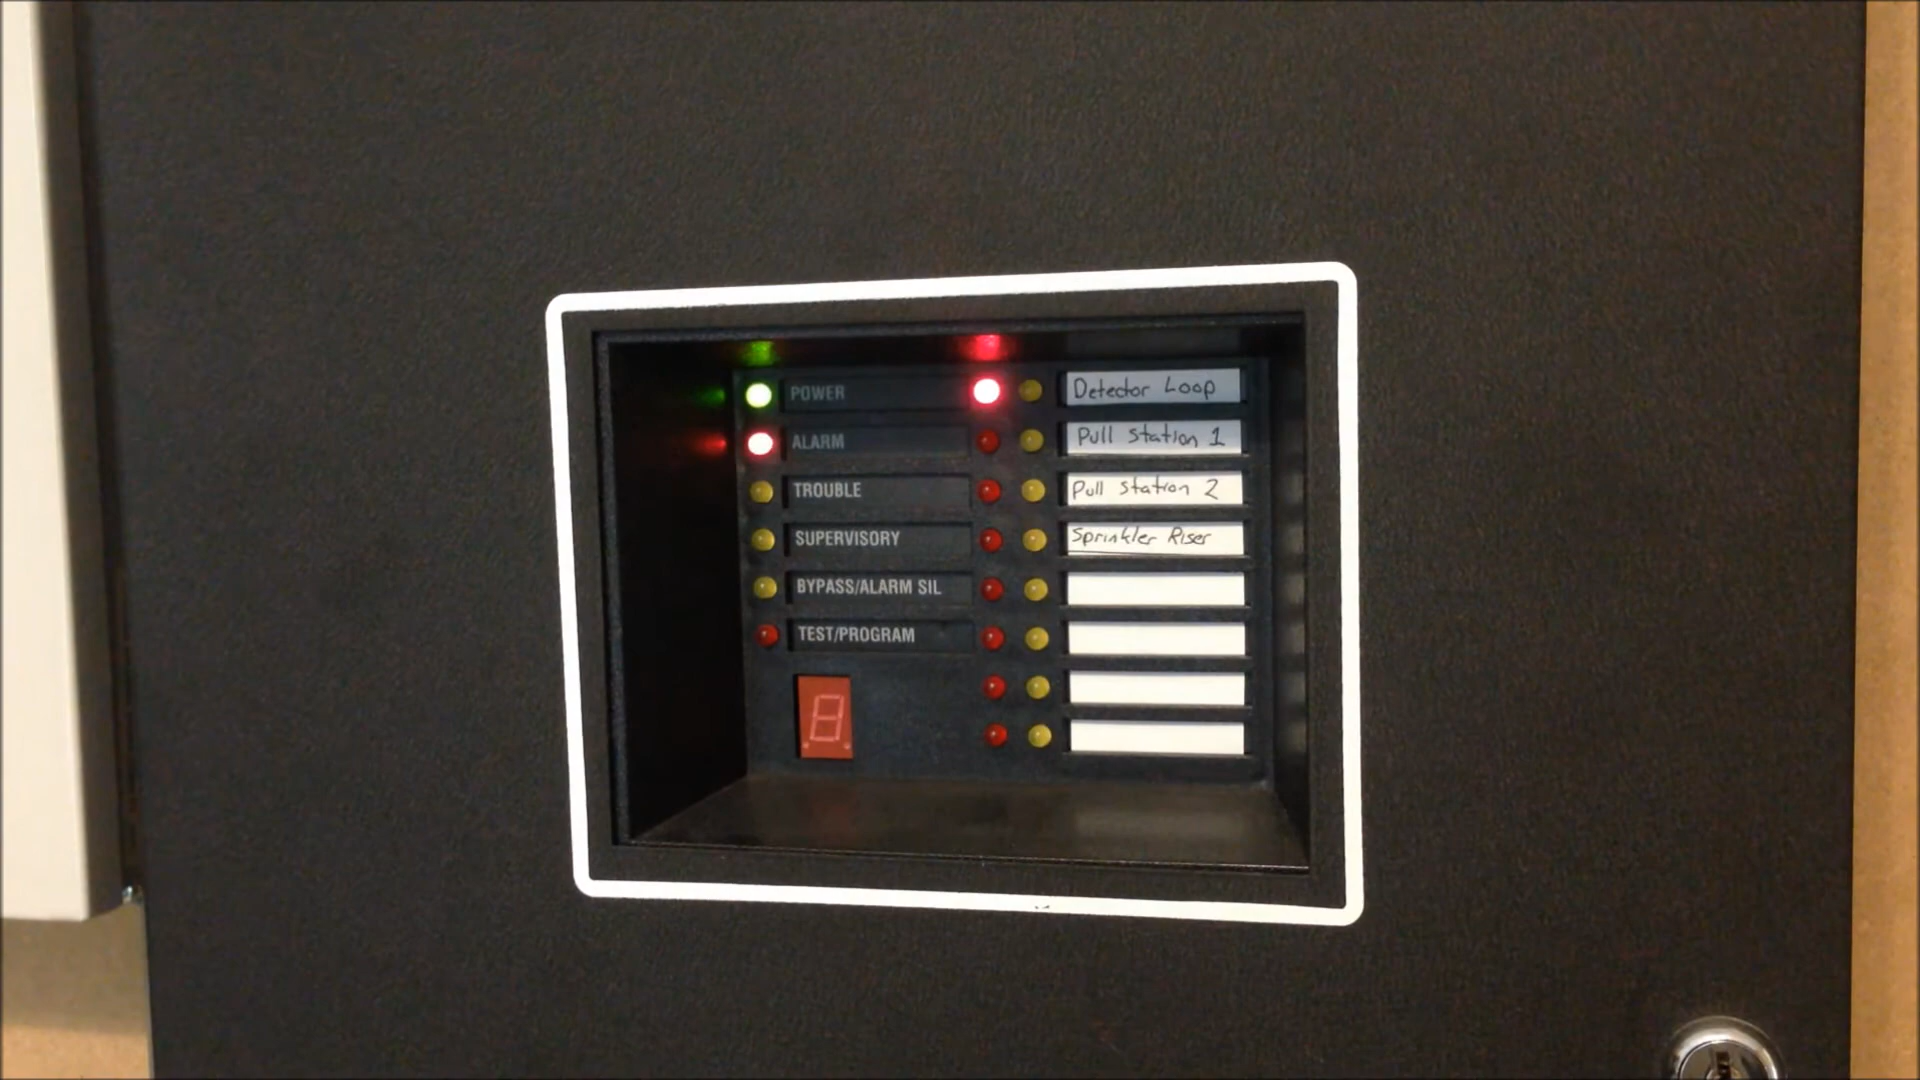 POWER
ALARM
TROUBLE
SUPERVISORY
BYPASS/ALARM SIL
TEST/PROGRAM
8
Detector Loop
Pull Station 1
Pull Station 2
Sprinkler Riser